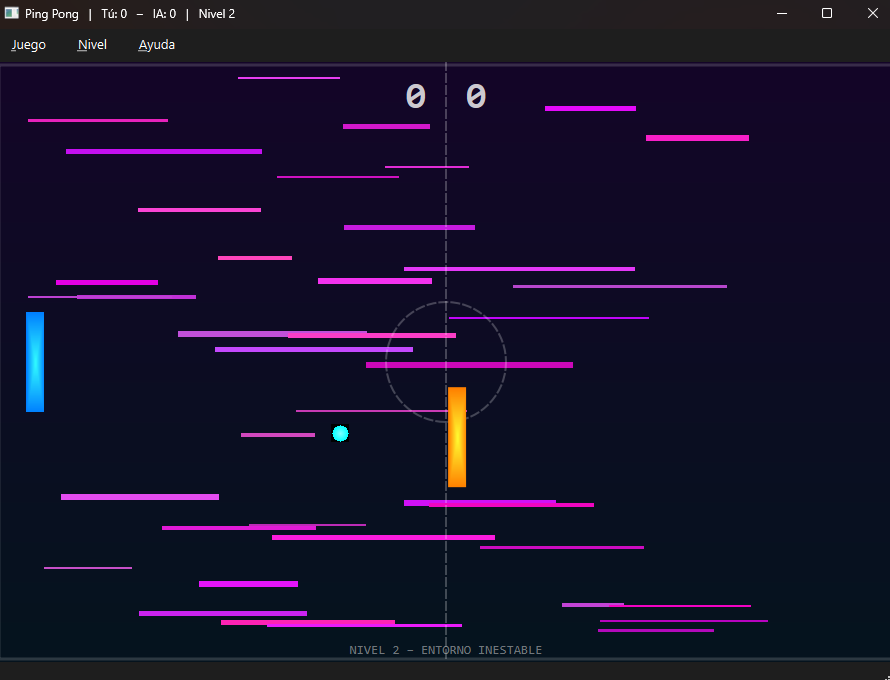 Ping Pong | Tú: 0 – IA: 0 | Nivel 2
Juego Nivel Ayuda
0 0
NIVEL 2 – ENTORNO INESTABLE